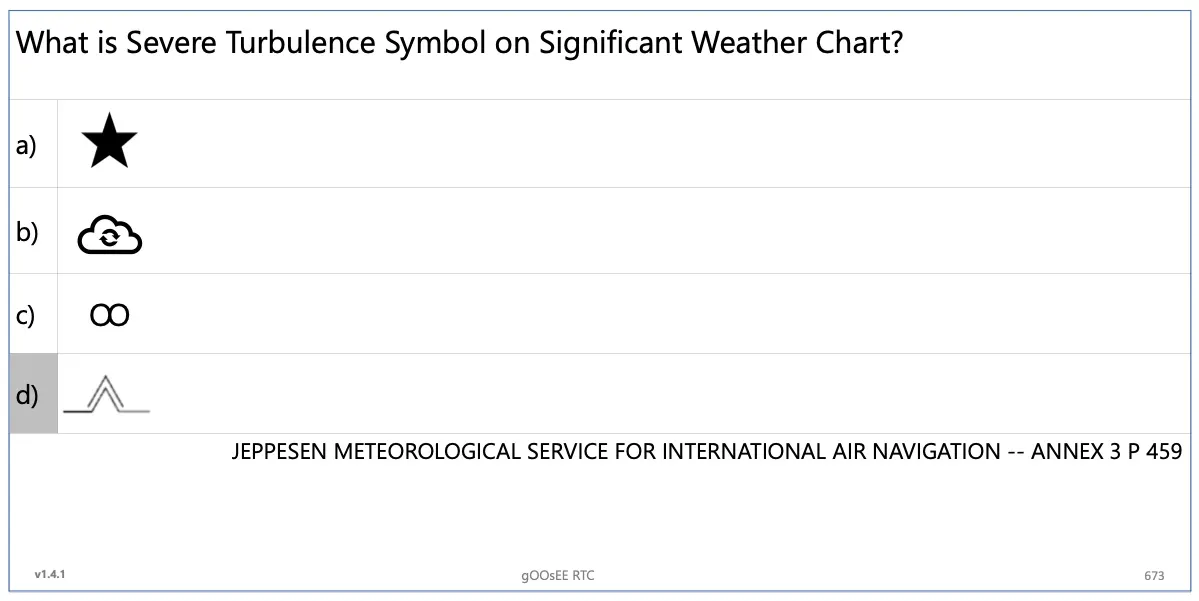 What is Severe Turbulence Symbol on Significant Weather Chart?
a)
b)
c)
d)
JEPPESEN METEOROLOGICAL SERVICE FOR INTERNATIONAL AIR NAVIGATION -- ANNEX 3 P 459
v1.4.1 gOOsEE RTC 673